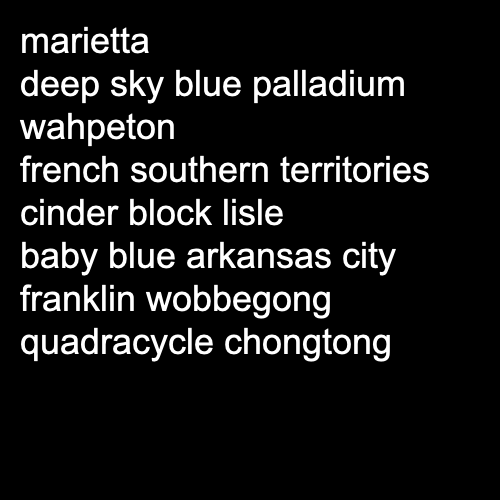 marietta
deep sky blue palladium
wahpeton
french southern territories
cinder block lisle
baby blue arkansas city
franklin wobbegong
quadracycle chongtong